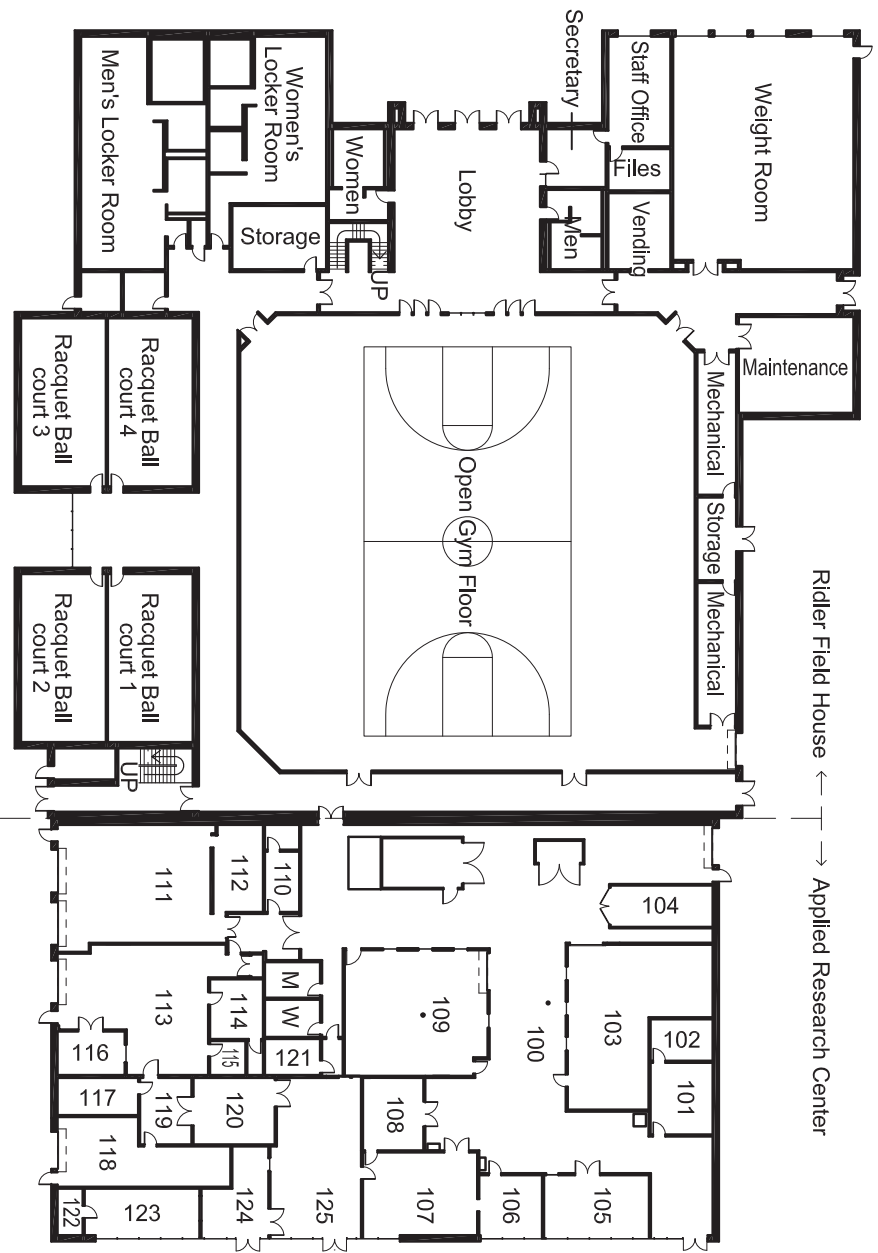 Secretary
Staff Office
Files
Weight Room
Men's Locker Room
Women's
Locker Room
Women
Lobby
Men
Vending
Storage
UP
Maintenance
Racquet Ball
court 3
Racquet Ball
court 4
Mechanical
Open Gym Floor
Storage
Racquet Ball
court 2
Racquet Ball
court 1
Mechanical
UP
Ridler Field House
Applied Research Center
111
112
110
104
113
114
M
W
109
100
103
102
116
115
121
101
117
119
120
108
118
122
123
124
125
107
106
105